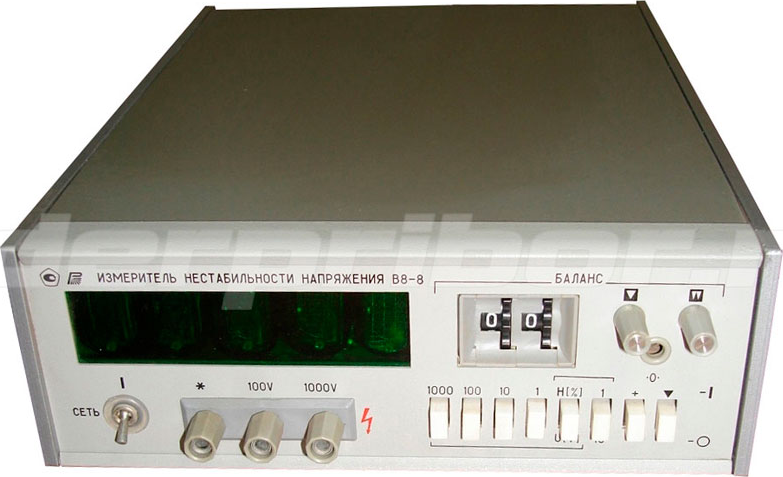 ИЗМЕРИТЕЛЬ НЕСТАБИЛЬНОСТИ НАПРЯЖЕНИЯ В8-8
БАЛАНС
0 0
СЕТЬ
I
* 100V 1000V
·0·
1000 100 10 1 Н[%] 1 + ▼ -I
-О